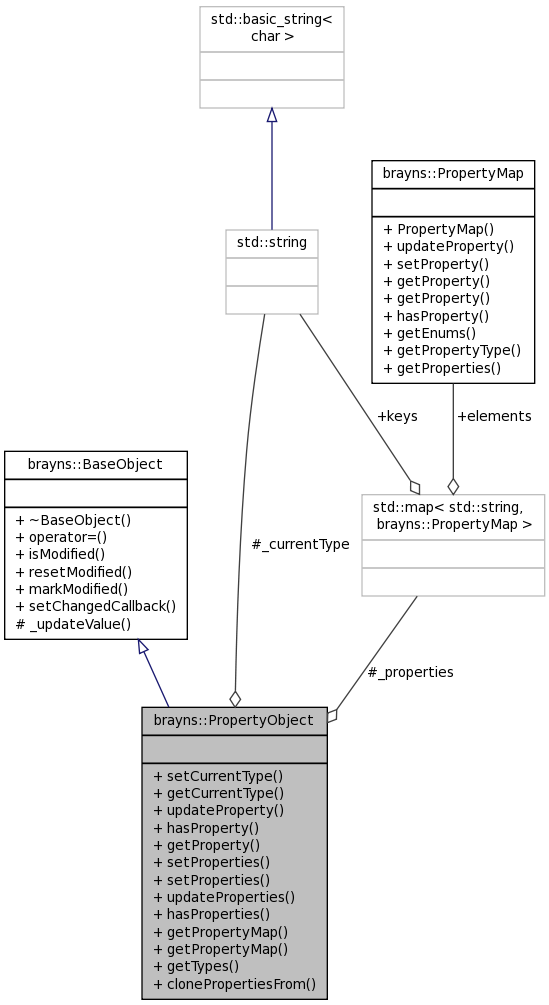 std::basic_string<
char >
brayns::PropertyMap
+ PropertyMap()
+ updateProperty()
+ setProperty()
+ getProperty()
+ getProperty()
+ hasProperty()
+ getEnums()
+ getPropertyType()
+ getProperties()
std::string
+keys
+elements
brayns::BaseObject
+ ~BaseObject()
+ operator=()
+ isModified()
+ resetModified()
+ markModified()
+ setChangedCallback()
# _updateValue()
std::map< std::string,
brayns::PropertyMap >
#_currentType
#_properties
brayns::PropertyObject
+ setCurrentType()
+ getCurrentType()
+ updateProperty()
+ hasProperty()
+ getProperty()
+ setProperties()
+ setProperties()
+ updateProperties()
+ hasProperties()
+ getPropertyMap()
+ getPropertyMap()
+ getTypes()
+ clonePropertiesFrom()